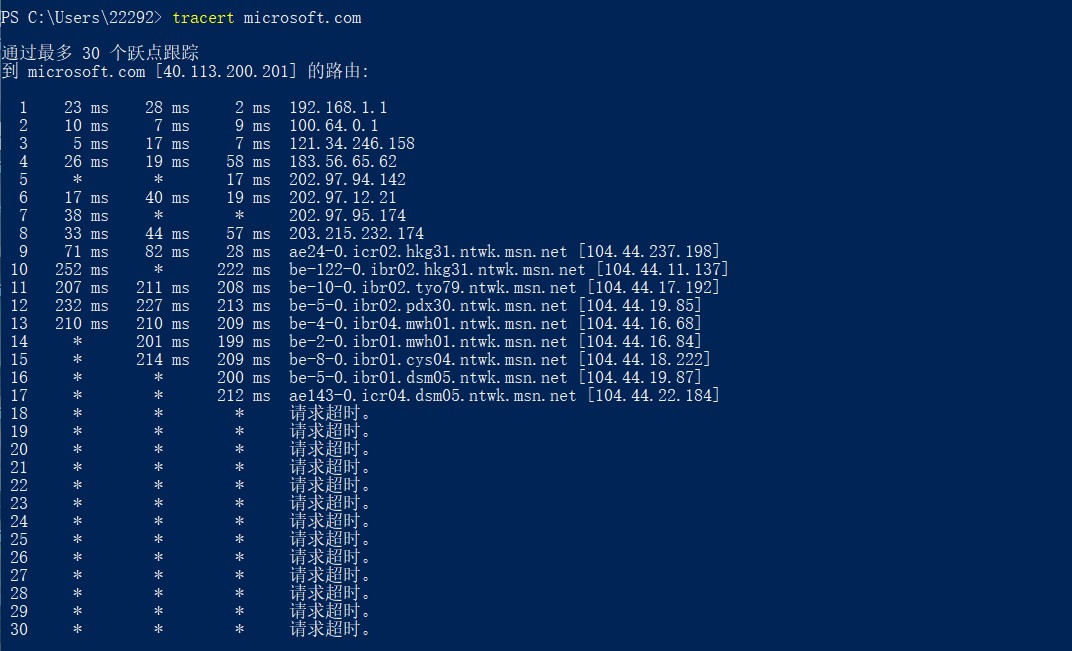 PS C:\Users\22292> tracert microsoft.com
通过最多 30 个跃点跟踪
到 microsoft.com [40.113.200.201] 的路由:
1 23 ms 28 ms 2 ms 192.168.1.1
2 10 ms 7 ms 9 ms 100.64.0.1
3 5 ms 17 ms 7 ms 121.34.246.158
4 26 ms 19 ms 58 ms 183.56.65.62
5 * * 17 ms 202.97.94.142
6 17 ms 40 ms 19 ms 202.97.12.21
7 38 ms * * 202.97.95.174
8 33 ms 44 ms 57 ms 203.215.232.174
9 71 ms 82 ms 28 ms ae24-0.icr02.hkg31.ntwk.msn.net [104.44.237.198]
10 252 ms * 222 ms be-122-0.ibr02.hkg31.ntwk.msn.net [104.44.11.137]
11 207 ms 211 ms 208 ms be-10-0.ibr02.tyo79.ntwk.msn.net [104.44.17.192]
12 232 ms 227 ms 213 ms be-5-0.ibr02.pdx30.ntwk.msn.net [104.44.19.85]
13 210 ms 210 ms 209 ms be-4-0.ibr04.mwh01.ntwk.msn.net [104.44.16.68]
14 * 201 ms 199 ms be-2-0.ibr01.mwh01.ntwk.msn.net [104.44.16.84]
15 * 214 ms 209 ms be-8-0.ibr01.cys04.ntwk.msn.net [104.44.18.222]
16 * * 200 ms be-5-0.ibr01.dsm05.ntwk.msn.net [104.44.19.87]
17 * * 212 ms ae143-0.icr04.dsm05.ntwk.msn.net [104.44.22.184]
18 * * * 请求超时。
19 * * * 请求超时。
20 * * * 请求超时。
21 * * * 请求超时。
22 * * * 请求超时。
23 * * * 请求超时。
24 * * * 请求超时。
25 * * * 请求超时。
26 * * * 请求超时。
27 * * * 请求超时。
28 * * * 请求超时。
29 * * * 请求超时。
30 * * * 请求超时。